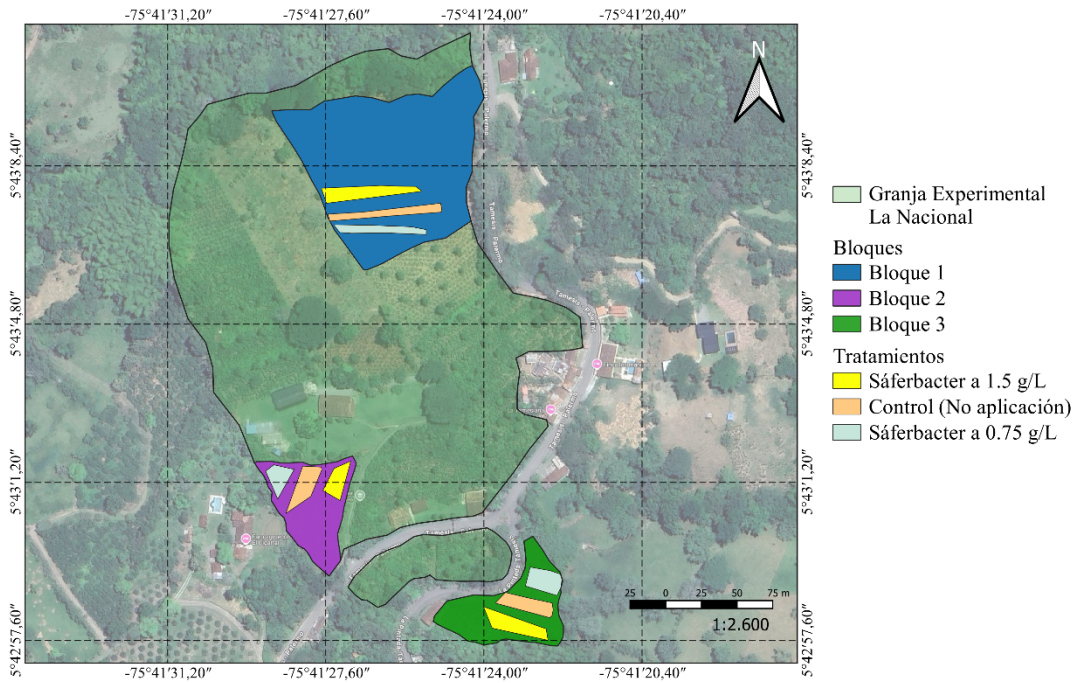 -75°41'31,20" -75°41'27,60" -75°41'24,00" -75°41'20,40"
N
5°43'8,40" 5°43'8,40"
Granja Experimental
La Nacional
Bloques
Bloque 1
Bloque 2
Bloque 3
Tratamientos
Sáferbacter a 1.5 g/L
Control (No aplicación)
Sáferbacter a 0.75 g/L
Tamesis - Palermo
5°43'4,80" 5°43'4,80"
5°43'1,20" 5°43'1,20"
25 0 25 50 75 m
1:2.600
5°42'57,60" 5°42'57,60"
-75°41'31,20" -75°41'27,60" -75°41'24,00" -75°41'20,40"